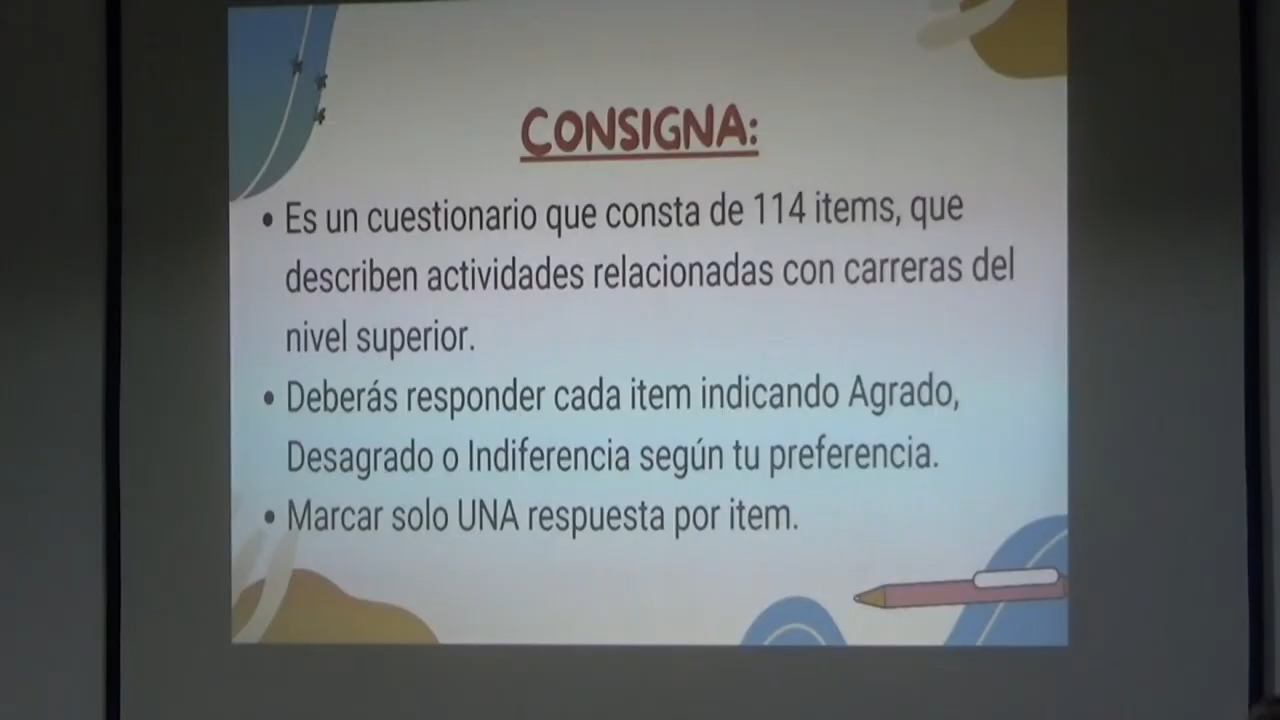 CONSIGNA:
• Es un cuestionario que consta de 114 items, que
describen actividades relacionadas con carreras del
nivel superior.
• Deberás responder cada item indicando Agrado,
Desagrado o Indiferencia según tu preferencia.
• Marcar solo UNA respuesta por item.